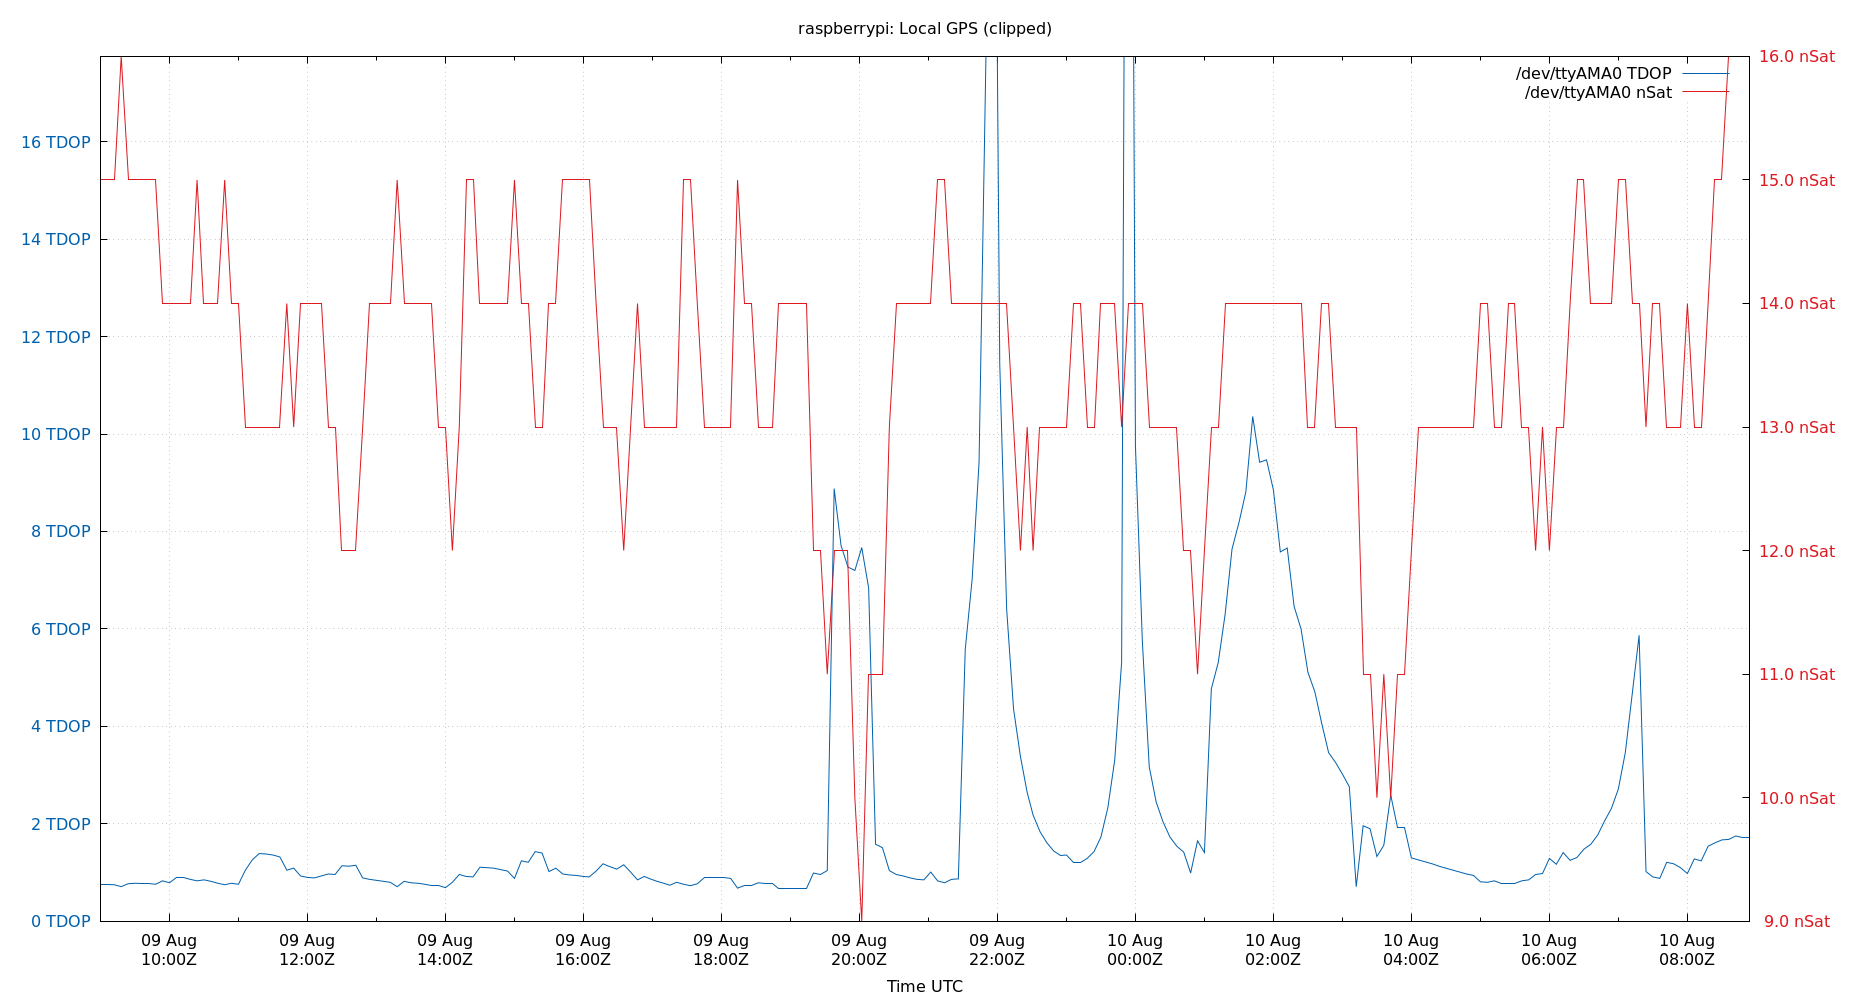 raspberrypi: Local GPS (clipped)
/dev/ttyAMA0 TDOP
/dev/ttyAMA0 nSat
16 TDOP
14 TDOP
12 TDOP
10 TDOP
8 TDOP
6 TDOP
4 TDOP
2 TDOP
0 TDOP
16.0 nSat
15.0 nSat
14.0 nSat
13.0 nSat
12.0 nSat
11.0 nSat
10.0 nSat
9.0 nSat
09 Aug
10:00Z
09 Aug
12:00Z
09 Aug
14:00Z
09 Aug
16:00Z
09 Aug
18:00Z
09 Aug
20:00Z
09 Aug
22:00Z
10 Aug
00:00Z
10 Aug
02:00Z
10 Aug
04:00Z
10 Aug
06:00Z
10 Aug
08:00Z
Time UTC